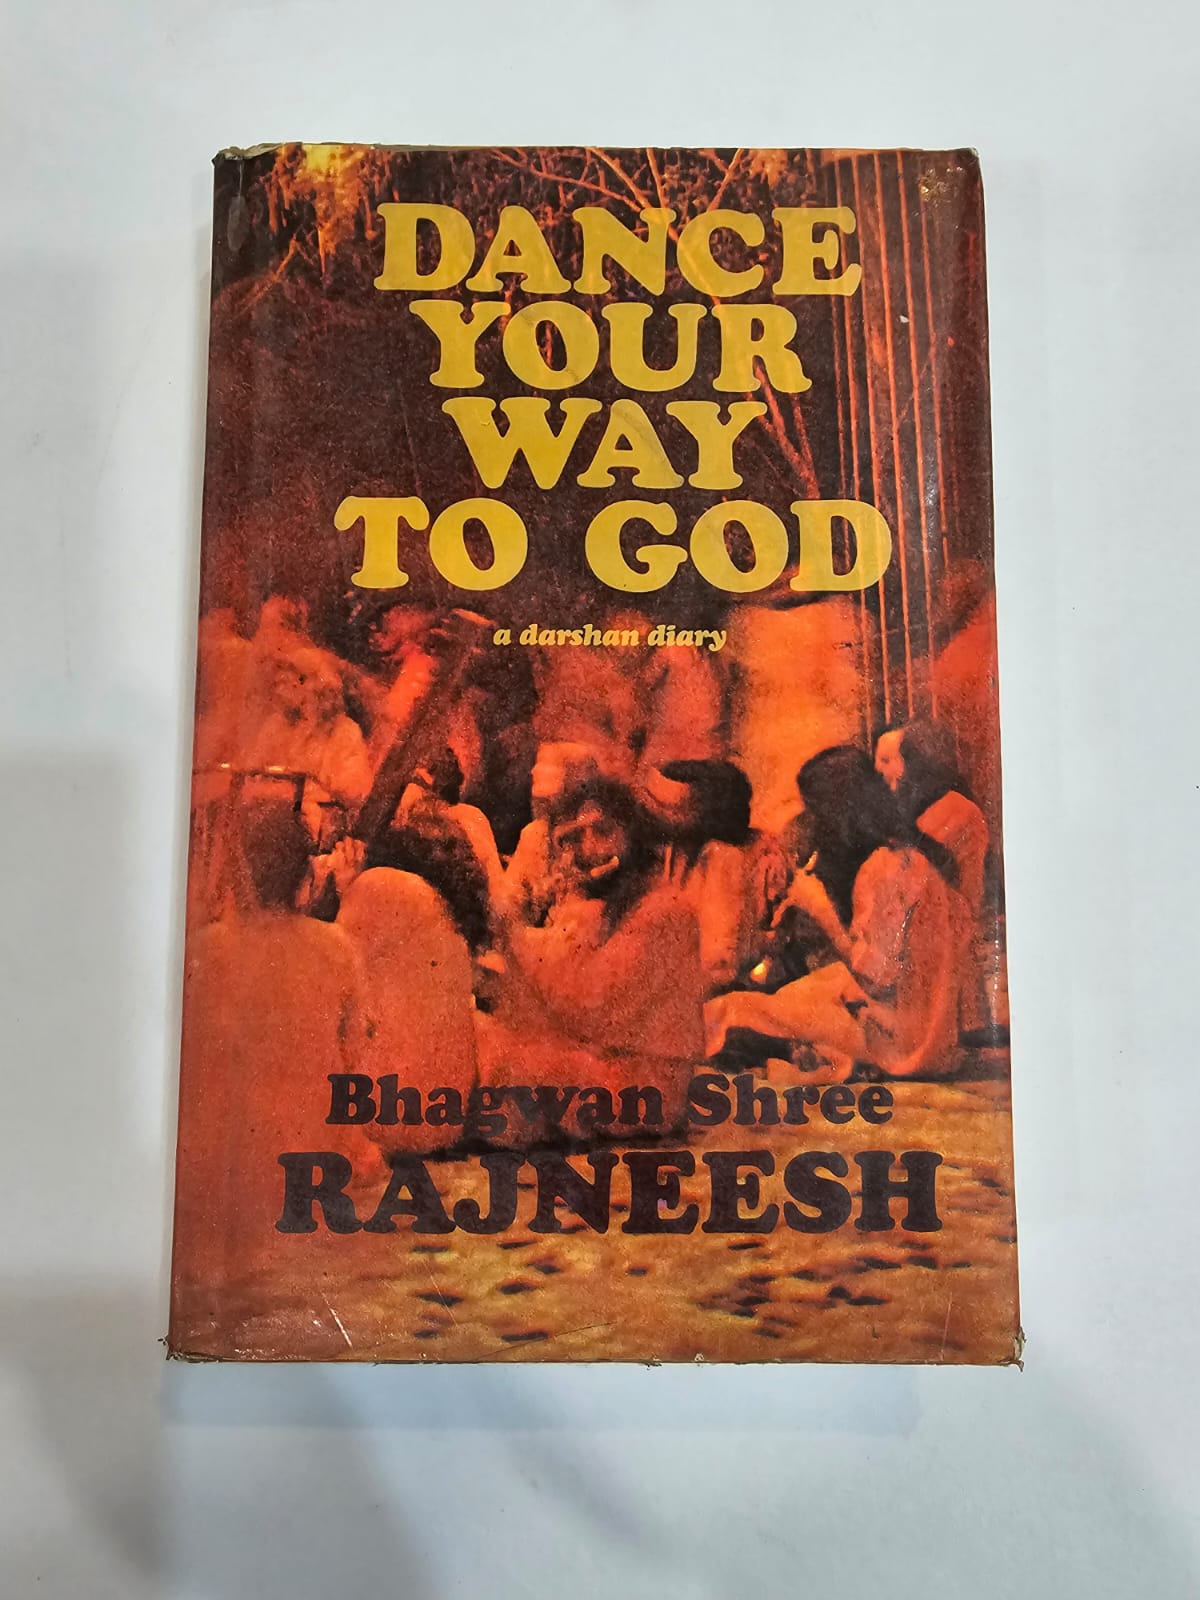 DANCE
YOUR
WAY
TO GOD
a darshan diary
Bhagwan Shree
RAJNEESH